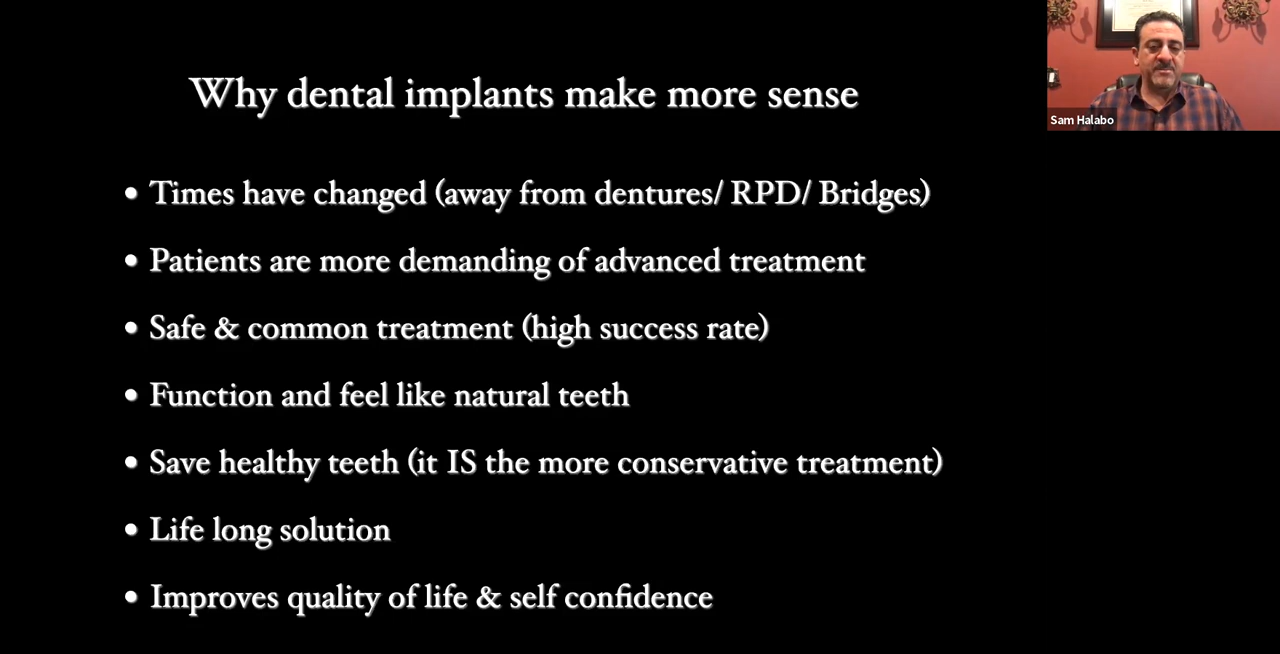 Why dental implants make more sense
• Times have changed (away from dentures/ RPD/ Bridges)
• Patients are more demanding of advanced treatment
• Safe & common treatment (high success rate)
• Function and feel like natural teeth
• Save healthy teeth (it IS the more conservative treatment)
• Life long solution
• Improves quality of life & self confidence
Sam Halabo